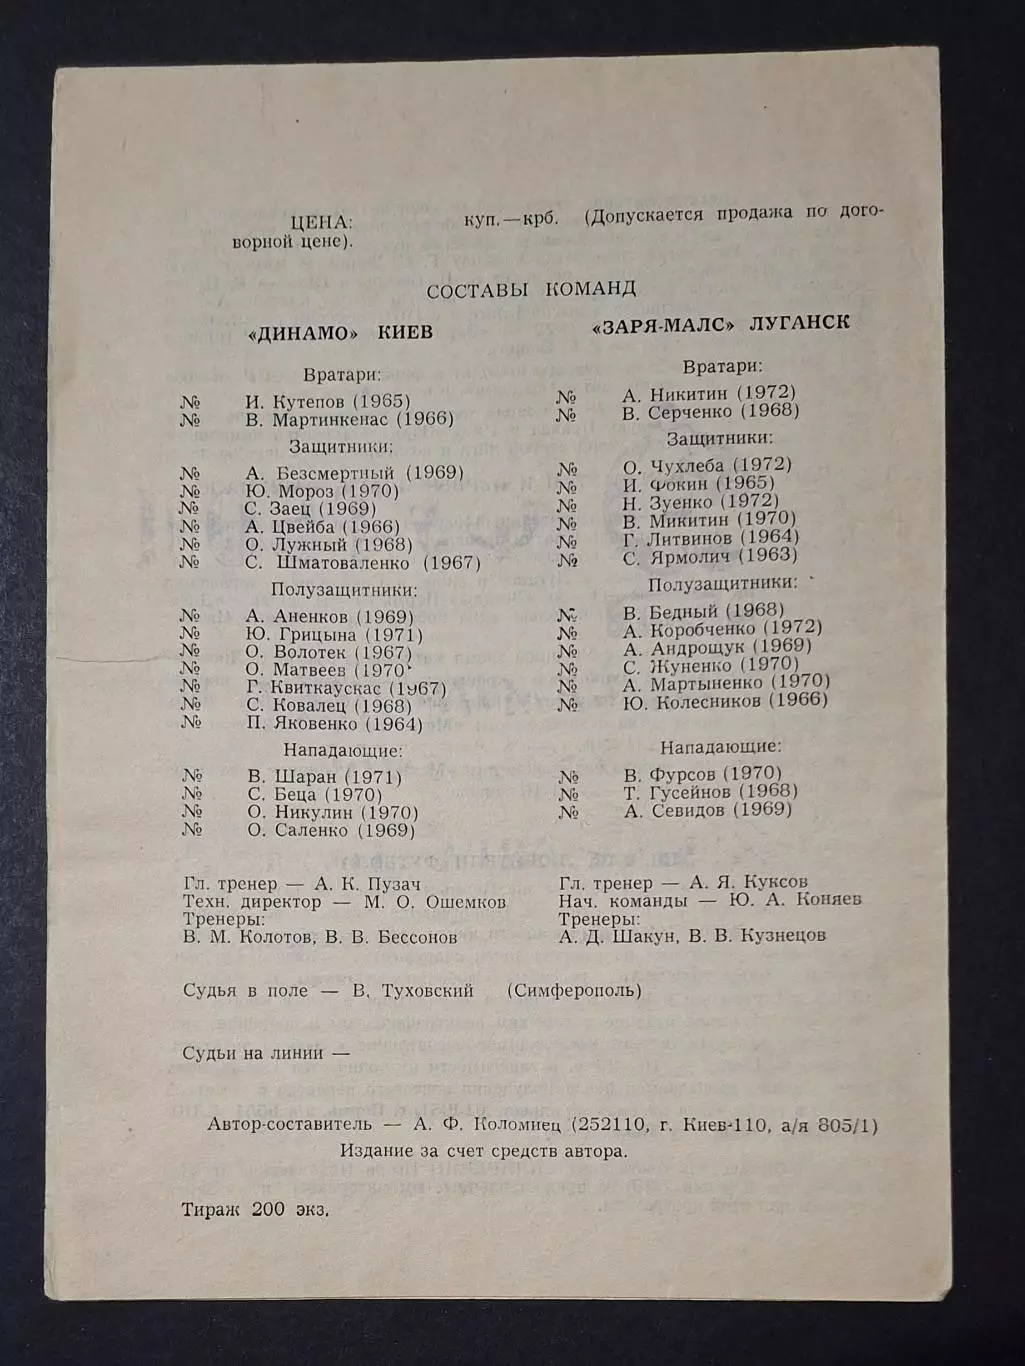 ЦЕНА: куп.—крб. (Допускается продажа по дого-
ворной цене).
СОСТАВЫ КОМАНД
«ДИНАМО» КИЕВ
Вратари:
№ И. Кутепов (1965)
№ В. Мартинкенас (1966)
Защитники:
№ А. Безсмертный (1969)
№ Ю. Мороз (1970)
№ С. Заец (1969)
№ А. Цвейба (1966)
№ О. Лужный (1968)
№ С. Шматоваленко (1967)
Полузащитники:
№ А. Аненков (1969)
№ Ю. Грицына (1971)
№ О. Волотек (1967)
№ О. Матвеев (1970
№ Г. Квиткаускас (1967)
№ С. Ковалец (1968)
№ П. Яковенко (1964)
Нападающие:
№ В. Шаран (1971)
№ С. Беца (1970)
№ О. Никулин (1970)
№ О. Саленко (1969)
Гл. тренер — А. К. Пузач
Техн. директор — М. О. Ошемков
Тренеры:
В. М. Колотов, В. В. Бессонов
«ЗАРЯ-МАЛС» ЛУГАНСК
Вратари:
№ А. Никитин (1972)
№ В. Серченко (1968)
Защитники:
№ О. Чухлеба (1972)
№ И. Фокин (1965)
№ Н. Зуенко (1972)
№ В. Микитин (1970)
№ Г. Литвинов (1964)
№ С. Ярмолич (1963)
Полузащитники:
№ В. Бедный (1968)
№ А. Коробченко (1972)
№ А. Андрощук (1969)
№ С. Жуненко (1970)
№ А. Мартыненко (1970)
№ Ю. Колесников (1966)
Нападающие:
№ В. Фурсов (1970)
№ Т. Гусейнов (1968)
№ А. Севидов (1969)
Гл. тренер — А. Я. Куксов
Нач. команды — Ю. А. Коняев
Тренеры:
А. Д. Шакун, В. В. Кузнецов
Судья в поле — В. Туховский (Симферополь)
Судьи на линии —
Автор-составитель — А. Ф. Коломиец (252110, г. Киев-110, а/я 805/1)
Издание за счет средств автора.
Тираж 200 экз.